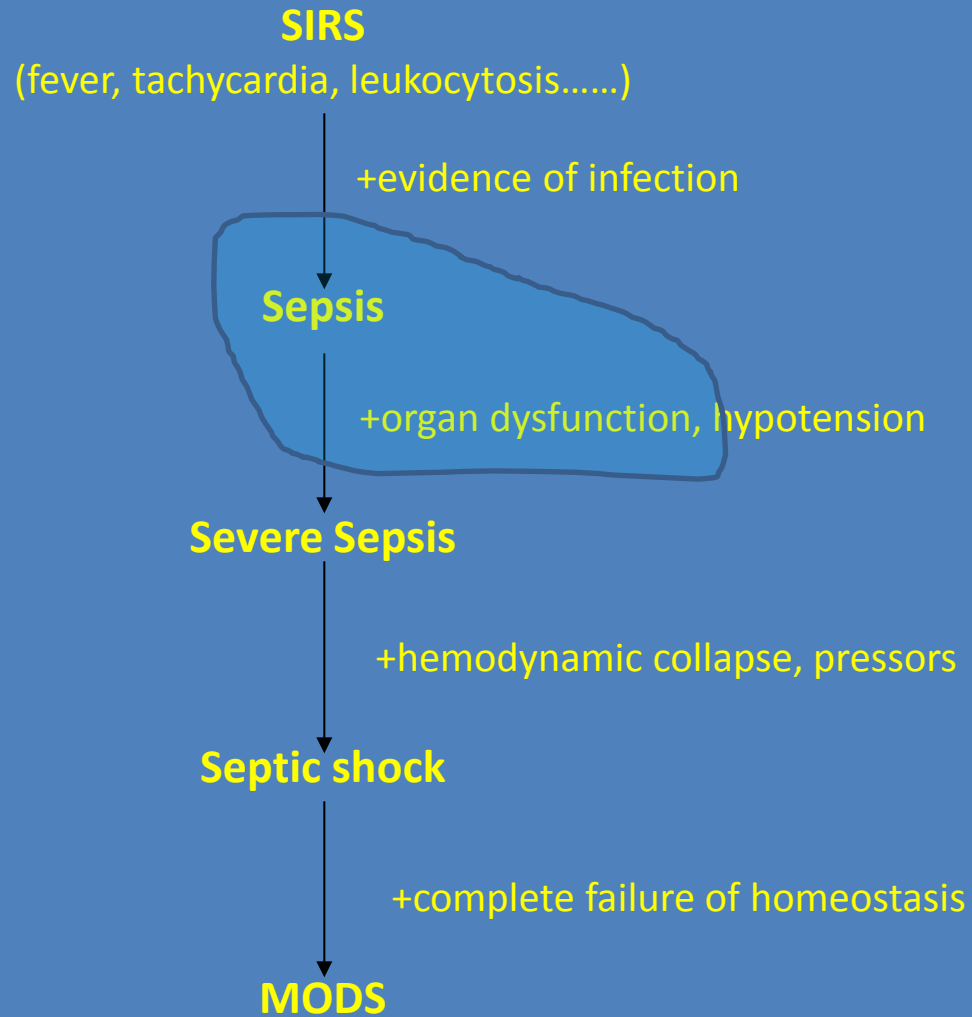 SIRS
(fever, tachycardia, leukocytosis……)
+evidence of infection
Sepsis
+organ dysfunction, hypotension
Severe Sepsis
+hemodynamic collapse, pressors
Septic shock
+complete failure of homeostasis
MODS